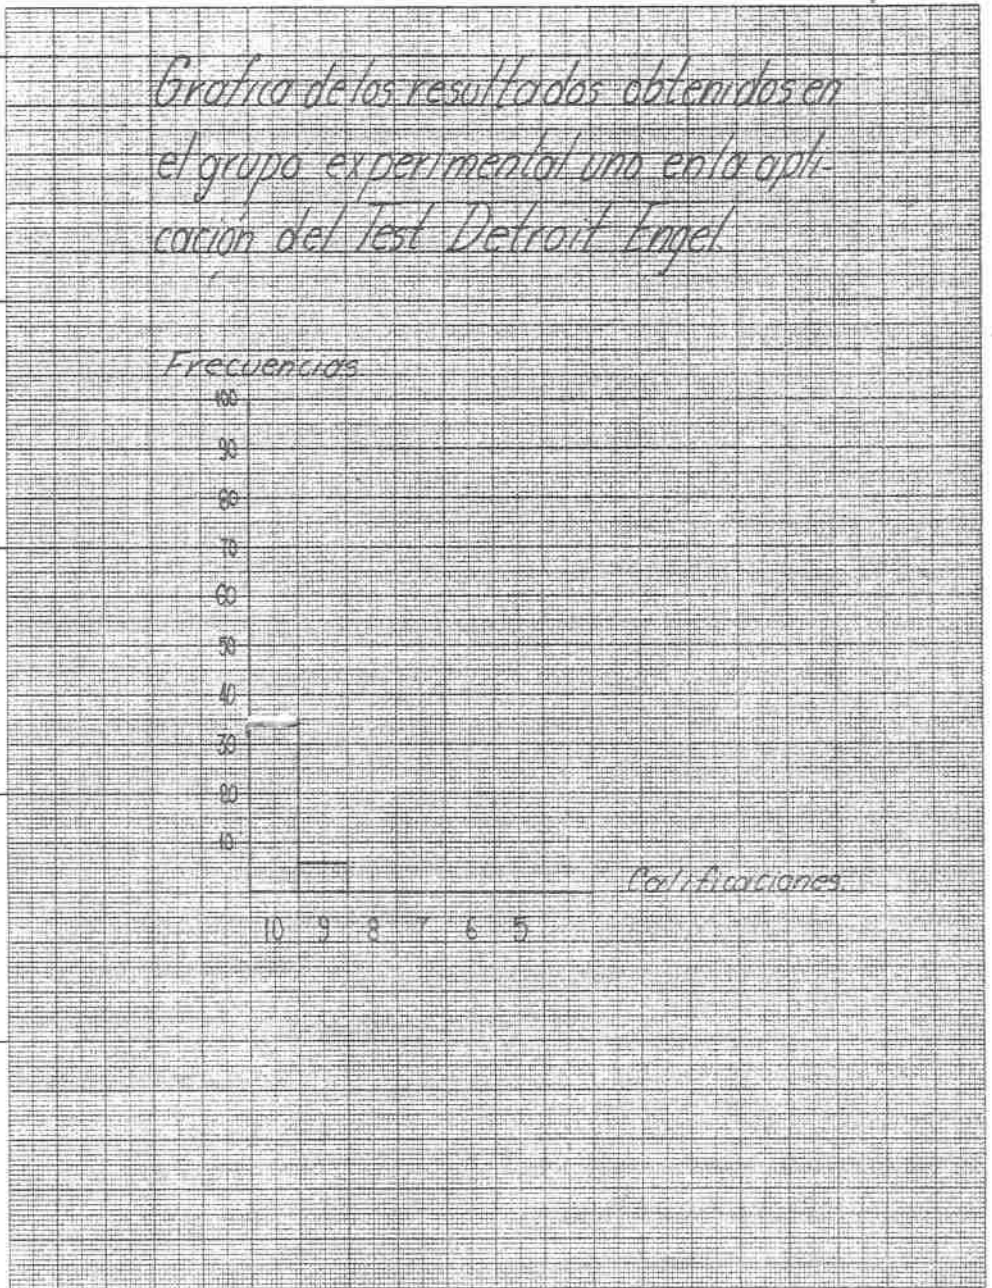 Grafica de los resultados obtenidos en
el grupo experimental uno en la apli-
cación del Test Detroit Engel.
Frecuencias
100
90
80
70
60
50
40
30
20
10
Calificaciones.
10 9 8 7 6 5